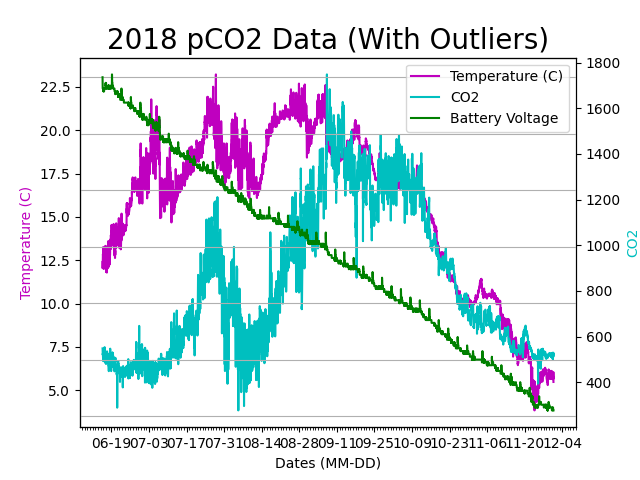 2018 pCO2 Data (With Outliers)
Temperature (C)
CO2
Battery Voltage
22.5
20.0
17.5
15.0
12.5
10.0
7.5
5.0
Temperature (C)
1800
1600
1400
1200
1000
800
600
400
CO2
06-19 07-03 07-17 07-31 08-14 08-28 09-11 09-25 10-09 10-23 11-06 11-20 12-04
Dates (MM-DD)